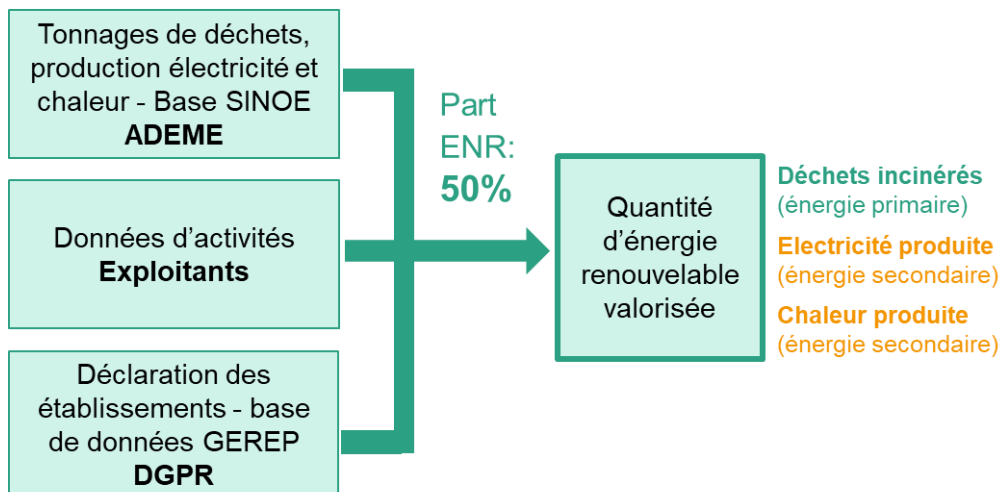 Tonnages de déchets,
production électricité et
chaleur - Base SINOE
ADEME
Données d'activités
Exploitants
Déclaration des
établissements - base
de données GEREP
DGPR
Part
ENR:
50%
Quantité
d'énergie
renouvelable
valorisée
Déchets incinérés
(énergie primaire)
Electricité produite
(énergie secondaire)
Chaleur produite
(énergie secondaire)